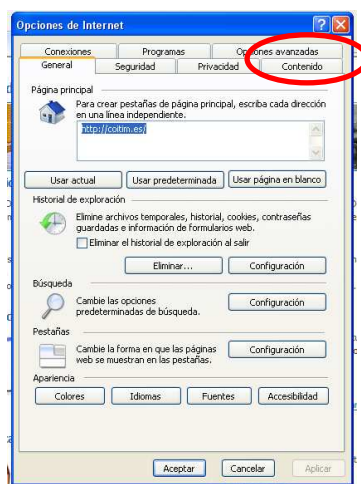 Opciones de Internet
Conexiones Programas Opciones avanzadas
General Seguridad Privacidad Contenido
Página principal
Para crear pestañas de página principal, escriba cada dirección
en una línea independiente.
http://coitim.es/
Usar actual Usar predeterminada Usar página en blanco
Historial de exploración
Elimine archivos temporales, historial, cookies, contraseñas
guardadas e información de formularios web.
Eliminar el historial de exploración al salir
Eliminar... Configuración
Búsqueda
Cambie las opciones
predeterminadas de búsqueda.
Configuración
Pestañas
Cambie la forma en que las páginas
web se muestran en las pestañas.
Configuración
Apariencia
Colores Idiomas Fuentes Accesibilidad
Aceptar Cancelar Aplicar